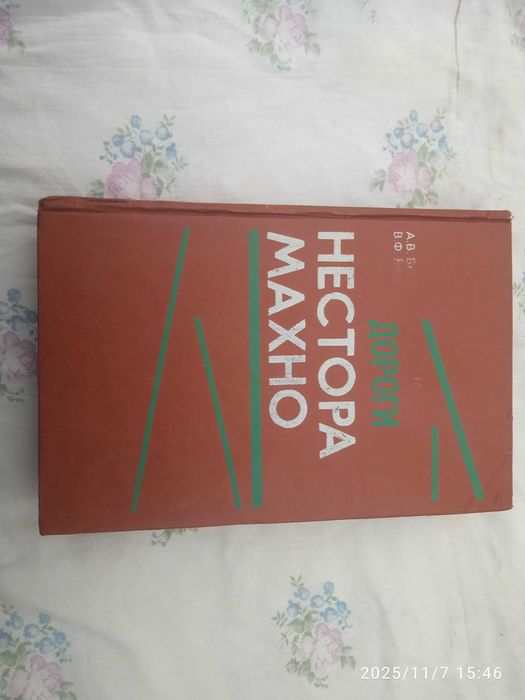 А.В.
В.Ф.
ДОРОГИ
НЕСТОРА
МАХНО
2025/11/7 15:46